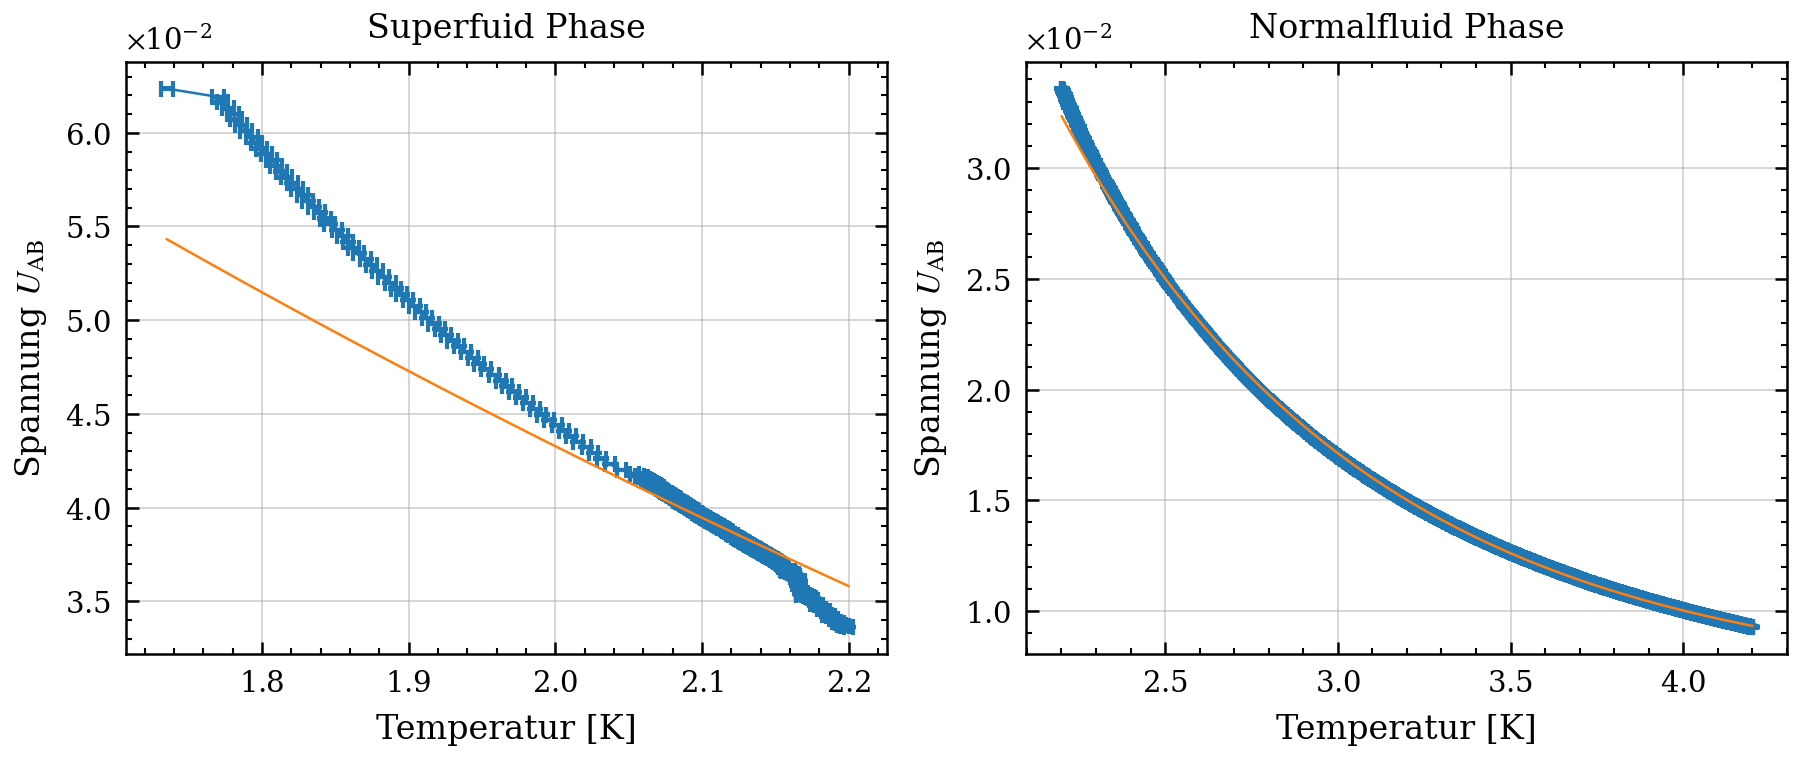 Superfuid Phase
×10⁻²
Spannung U_AB
6.0
5.5
5.0
4.5
4.0
3.5
1.8 1.9 2.0 2.1 2.2
Temperatur [K]
Normalfluid Phase
×10⁻²
Spannung U_AB
3.0
2.5
2.0
1.5
1.0
2.5 3.0 3.5 4.0
Temperatur [K]